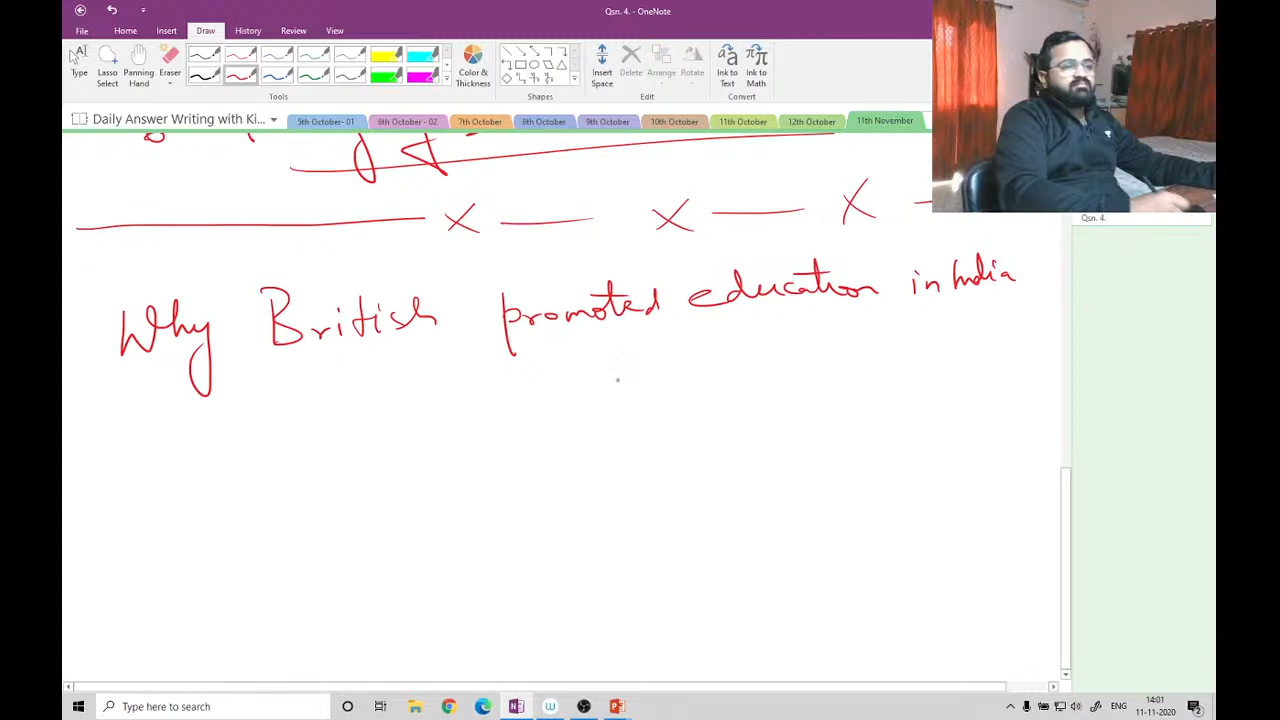 Qsn. 4. - OneNote
File Home Insert Draw History Review View
Type Lasso Select Panning Hand Eraser Color & Thickness Insert Space Delete Arrange Rotate Ink to Text Ink to Math
Tools Shapes Edit Convert
Daily Answer Writing with Ki... 5th October- 01 6th October - 02 7th October 8th October 9th October 10th October 11th October 12th October 11th November
Qsn. 4.
x x x
Why British promoted education in India
Type here to search
ENG 14:01
11-11-2020 2